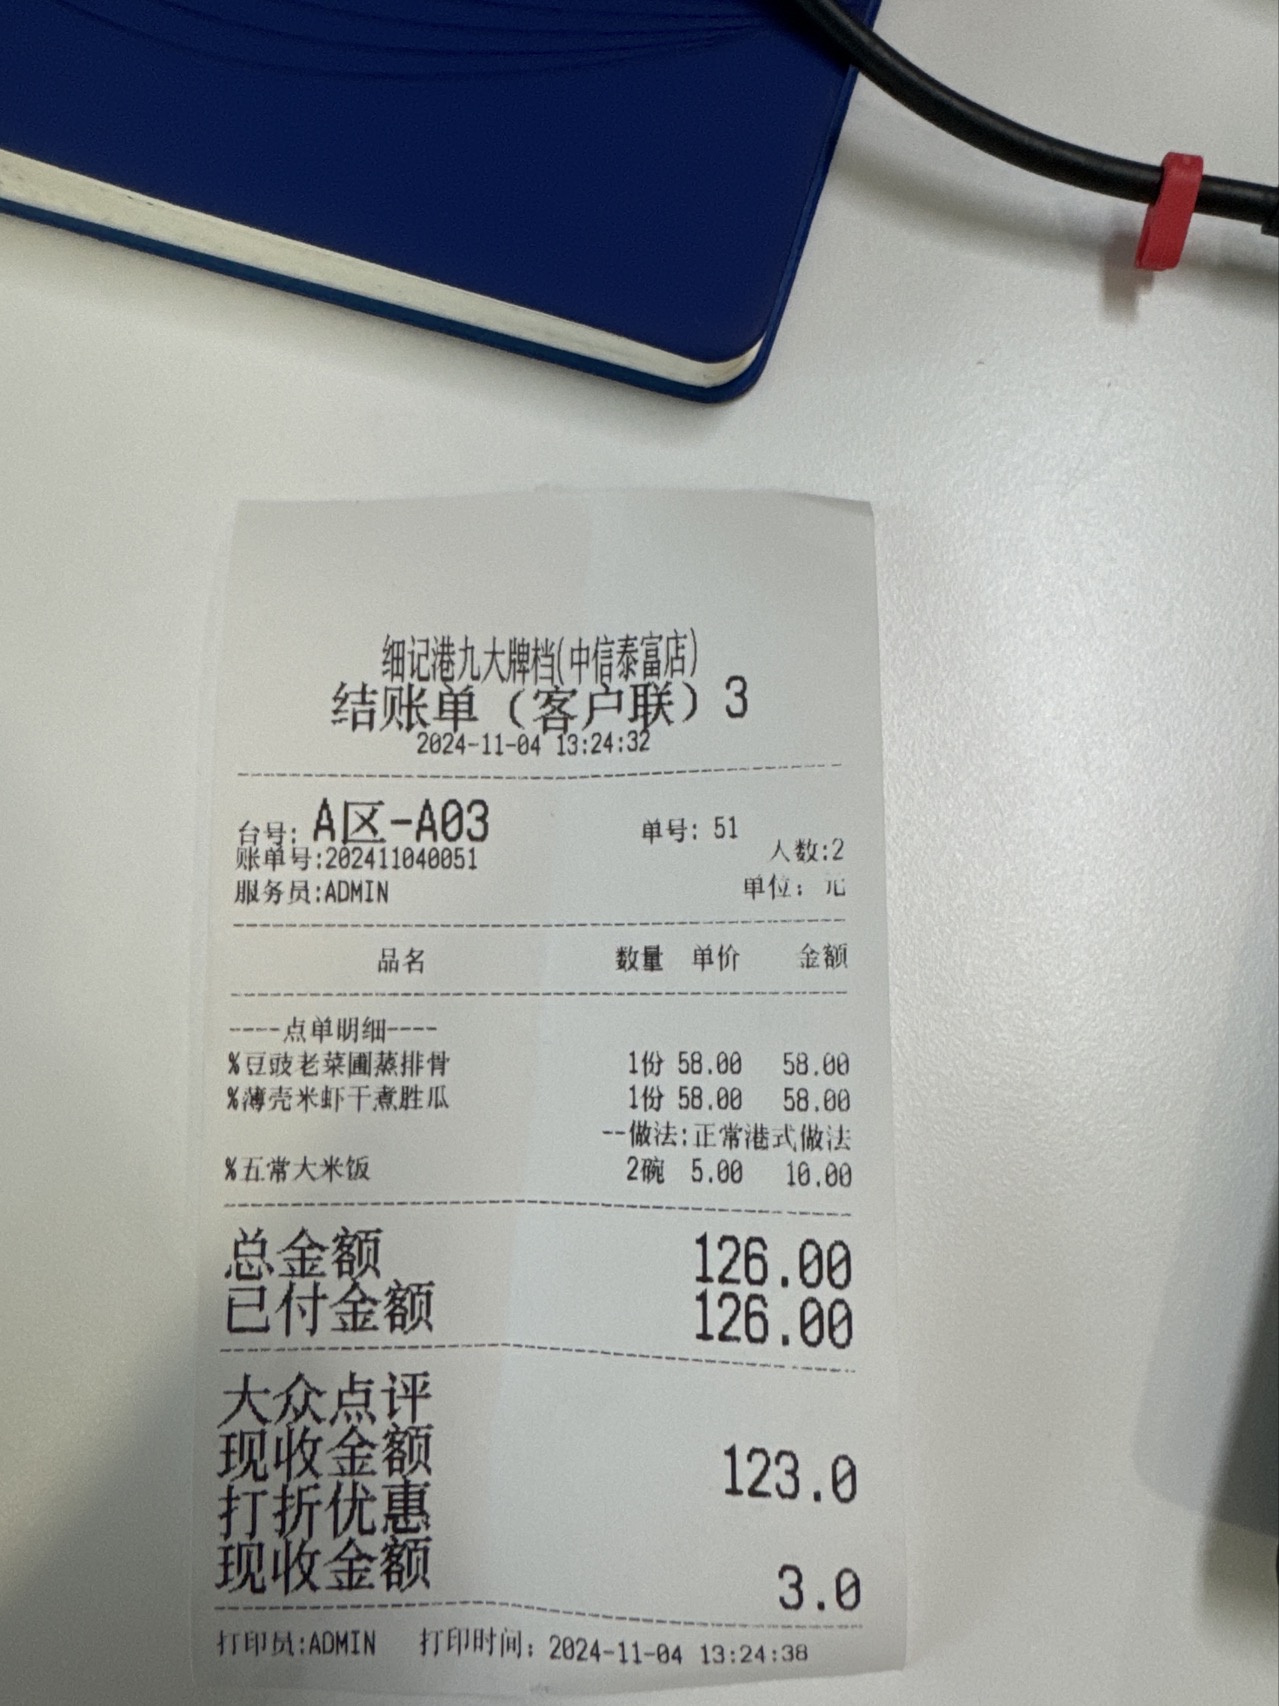 细记港九大牌档(中信泰富店)
结账单（客户联）3
2024-11-04 13:24:32
台号: A区-A03 单号: 51
账单号:202411040051 人数:2
服务员:ADMIN 单位: 元
品名 数量 单价 金额
----点单明细----
%豆豉老菜圃蒸排骨 1份 58.00 58.00
%薄壳米虾干煮胜瓜 1份 58.00 58.00
--做法:正常港式做法
%五常大米饭 2碗 5.00 10.00
总金额 126.00
已付金额 126.00
大众点评
现收金额 123.0
打折优惠
现收金额 3.0
打印员:ADMIN 打印时间: 2024-11-04 13:24:38